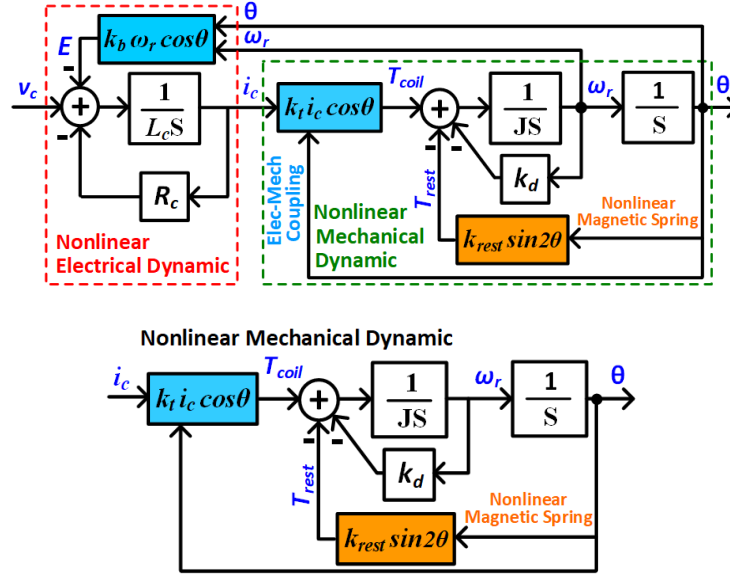 θ
k_b ω_r cosθ
ω_r
E
-
v_c
+
1
L_cS
i_c
k_t i_c cosθ
T_coil
+
1
JS
ω_r
1
S
θ
-
-
-
R_c
k_d
T_rest
Elec-Mech
Coupling
Nonlinear
Magnetic Spring
Nonlinear
Electrical Dynamic
Nonlinear
Mechanical
Dynamic
k_rest sin2θ
Nonlinear Mechanical Dynamic
i_c
k_t i_c cosθ
T_coil
+
1
JS
ω_r
1
S
θ
-
-
k_d
T_rest
Nonlinear
Magnetic Spring
k_rest sin2θ